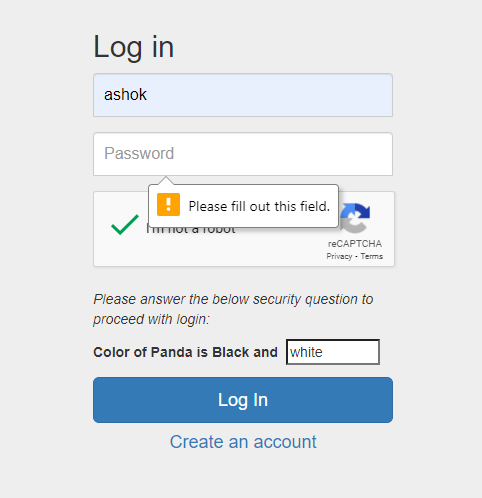 Log in
ashok
Password
Please fill out this field.
I'm not a robot
reCAPTCHA
Privacy - Terms
Please answer the below security question to
proceed with login:
Color of Panda is Black and white
Log In
Create an account